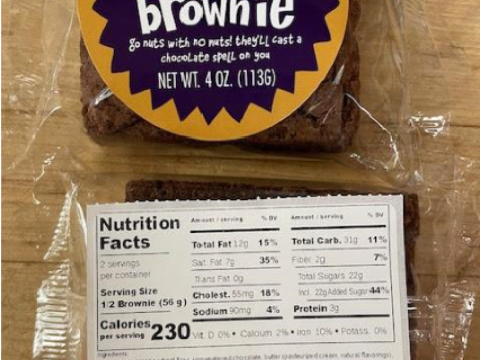 brownie
go nuts with no nuts! they'll cast a
chocolate spell on you
NET WT. 4 OZ. (113G)
Nutrition
Facts
2 servings
per container
Serving Size
1/2 Brownie (56 g)
Calories
per serving 230
Amount / serving % DV
Total Fat 12g 15%
Sat. Fat 7g 35%
Trans Fat 0g
Cholest. 55mg 18%
Sodium 90mg 4%
Amount / serving % DV
Total Carb. 31g 11%
Fiber 2g 7%
Total Sugars 22g
Incl. 22g Added Sugars 44%
Protein 3g
Vit. D 0% • Calcium 2% • Iron 10% • Potass. 0%
Ingredients: